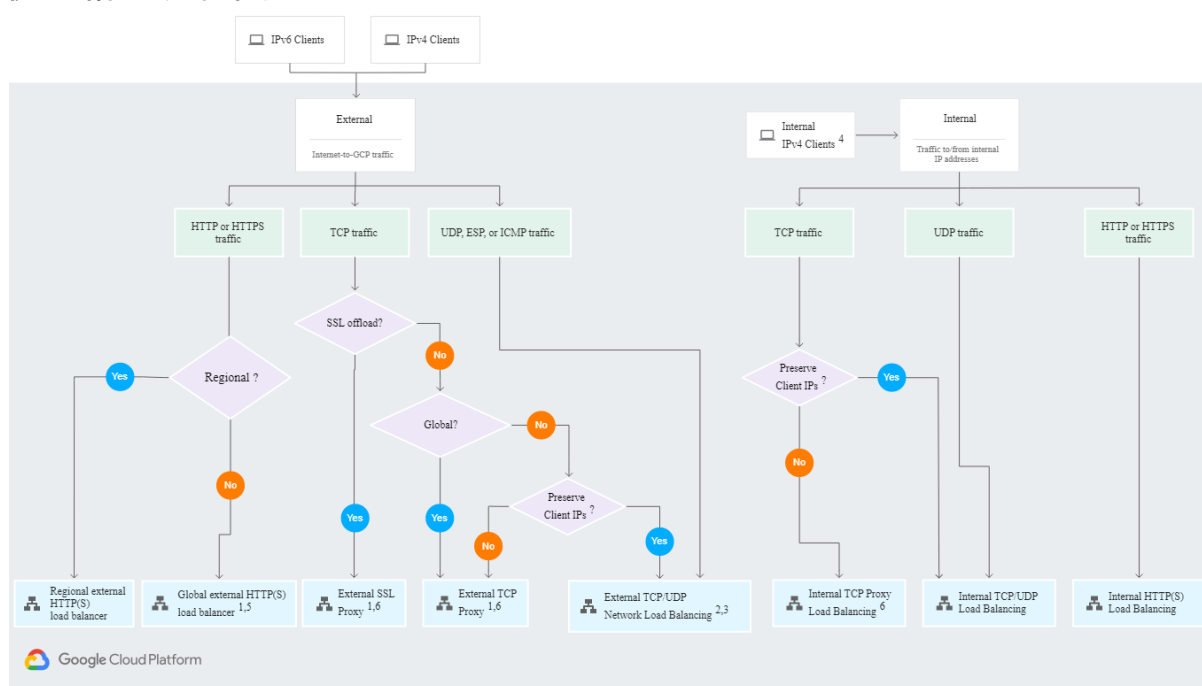 IPv6 Clients
IPv4 Clients
External
Internet-to-GCP traffic
Internal
IPv4 Clients 4
Internal
Traffic to/from internal
IP addresses
HTTP or HTTPS
traffic
TCP traffic
UDP, ESP, or ICMP traffic
TCP traffic
UDP traffic
HTTP or HTTPS
traffic
SSL offload?
No
Yes
Regional ?
Preserve
Client IPs ?
Yes
Global?
No
No
No
Yes
Yes
Preserve
Client IPs ?
No
Yes
Regional external
HTTP(S)
load balancer
Global external HTTP(S)
load balancer 1,5
External SSL
Proxy 1,6
External TCP
Proxy 1,6
External TCP/UDP
Network Load Balancing 2,3
Internal TCP Proxy
Load Balancing 6
Internal TCP/UDP
Load Balancing
Internal HTTP(S)
Load Balancing
Google Cloud Platform